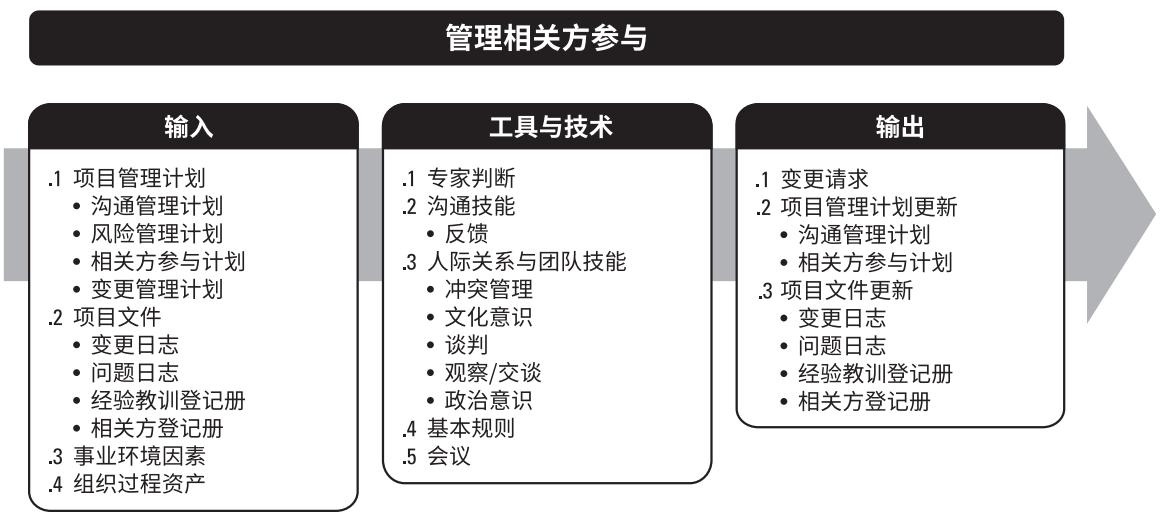 管理相关方参与
输入
.1 项目管理计划
• 沟通管理计划
• 风险管理计划
• 相关方参与计划
• 变更管理计划
.2 项目文件
• 变更日志
• 问题日志
• 经验教训登记册
• 相关方登记册
.3 事业环境因素
.4 组织过程资产
工具与技术
.1 专家判断
.2 沟通技能
• 反馈
.3 人际关系与团队技能
• 冲突管理
• 文化意识
• 谈判
• 观察/交谈
• 政治意识
.4 基本规则
.5 会议
输出
.1 变更请求
.2 项目管理计划更新
• 沟通管理计划
• 相关方参与计划
.3 项目文件更新
• 变更日志
• 问题日志
• 经验教训登记册
• 相关方登记册